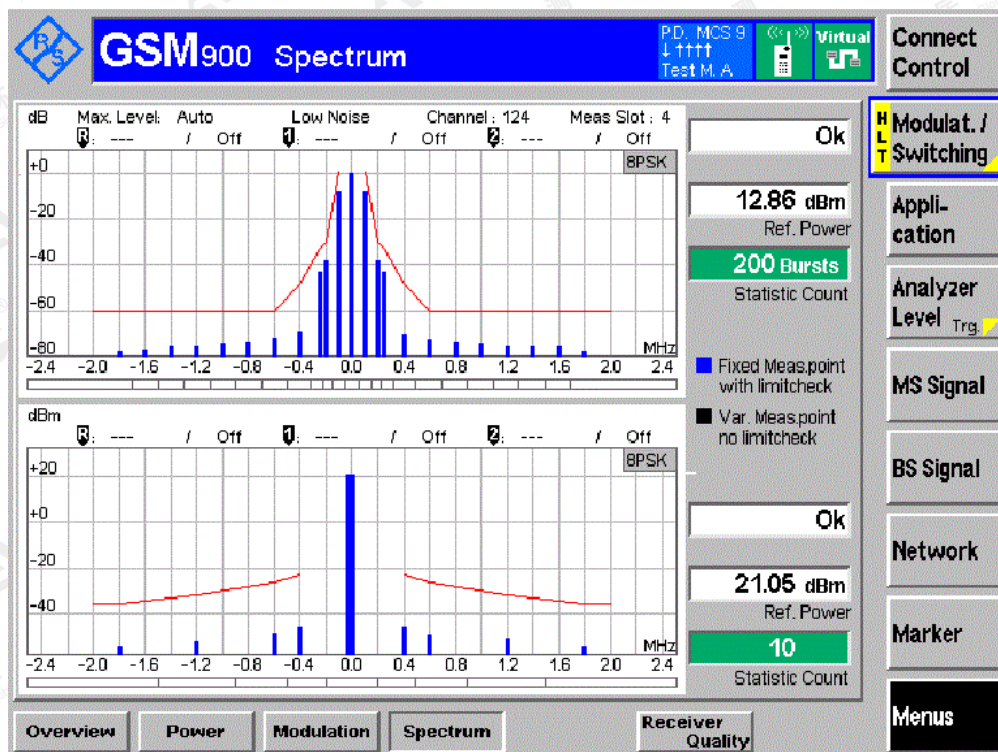 R S
GSM900 Spectrum
P.D. MCS 9
Test M. A
Virtual
Connect
Control
dB Max. Level: Auto Low Noise Channel : 124 Meas Slot : 4
R: --- / Off 1: --- / Off 2: --- / Off
8PSK
+0
-20
-40
-60
-80
MHz
-2.4 -2.0 -1.6 -1.2 -0.8 -0.4 0.0 0.4 0.8 1.2 1.6 2.0 2.4
Ok
12.86 dBm
Ref. Power
200 Bursts
Statistic Count
Fixed Meas.point
with limitcheck
Var. Meas.point
no limitcheck
dBm
R: --- / Off 1: --- / Off 2: --- / Off
8PSK
+20
+0
-20
-40
MHz
-2.4 -2.0 -1.6 -1.2 -0.8 -0.4 0.0 0.4 0.8 1.2 1.6 2.0 2.4
Ok
21.05 dBm
Ref. Power
10
Statistic Count
HLT
Modulat. /
Switching
Appli-
cation
Analyzer
Level Trg.
MS Signal
BS Signal
Network
Marker
Menus
Overview
Power
Modulation
Spectrum
Receiver
Quality